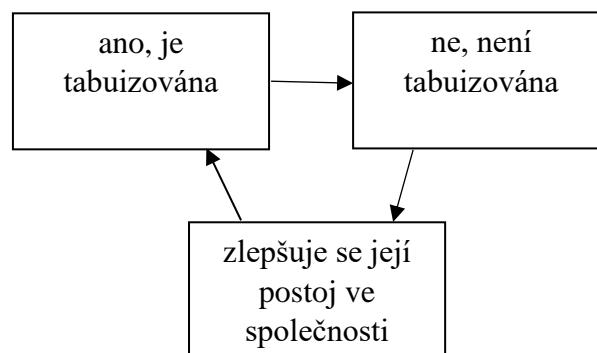 ano, je
tabuizována
ne, není
tabuizována
zlepšuje se její
postoj ve
společnosti